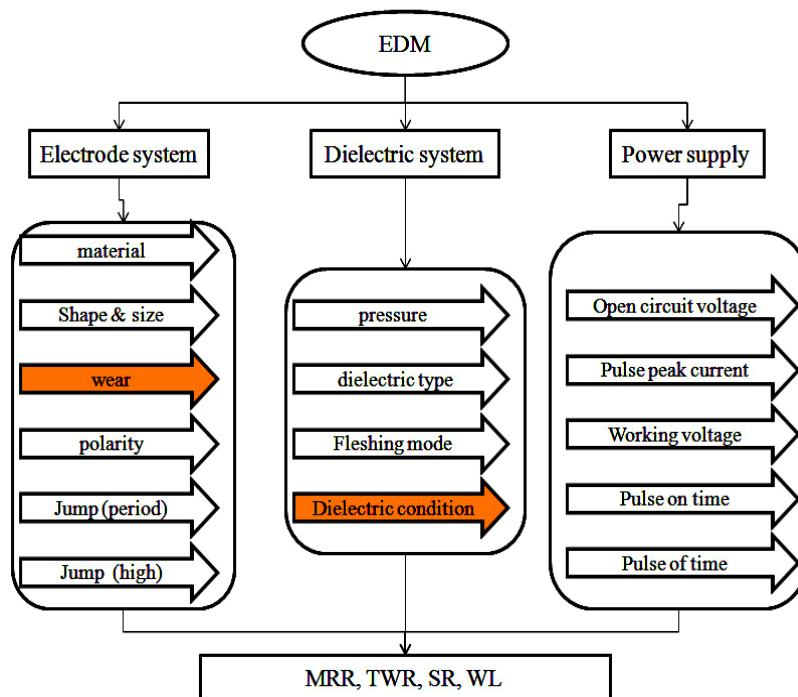 EDM
Electrode system
Dielectric system
Power supply
material
Shape & size
wear
polarity
Jump (period)
Jump (high)
pressure
dielectric type
Fleshing mode
Dielectric condition
Open circuit voltage
Pulse peak current
Working voltage
Pulse on time
Pulse of time
MRR, TWR, SR, WL